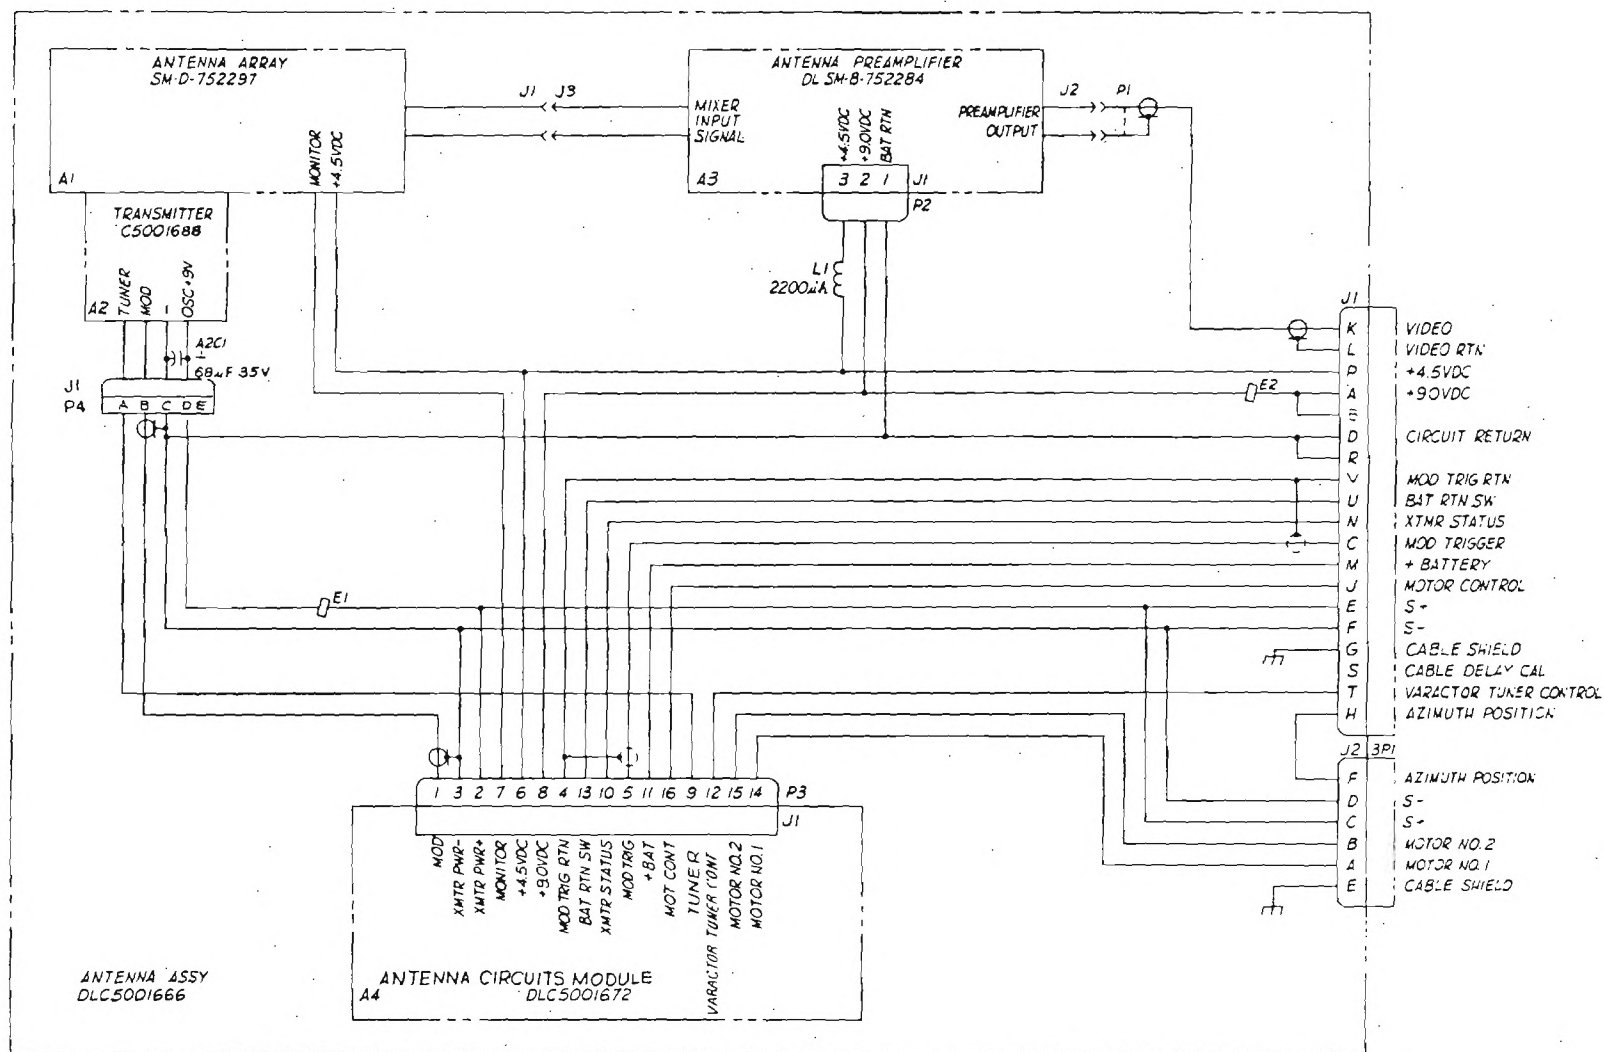 ANTENNA ARRAY
SM-D-752297
MONITOR
+4.5VDC
A1
J1
J3
ANTENNA PREAMPLIFIER
DL SM-B-752284
MIXER
INPUT
SIGNAL
+4.5VDC
+9.0VDC
BAT RTN
A3
3 2 1
J1
P2
PREAMPLIFIER
OUTPUT
J2
P1
TRANSMITTER
C5001688
TUNER
MOD
-
OSC+9V
A2
A2C1
68uF 35V
J1
P4
A B C D E
L1
2200uh
E2
E1
J1
K VIDEO
L VIDEO RTN
P +4.5VDC
A +9.0VDC
D CIRCUIT RETURN
R
V MOD TRIG RTN
U BAT RTN SW
N XTMR STATUS
C MOD TRIGGER
M + BATTERY
J MOTOR CONTROL
E S+
F S-
G CABLE SHIELD
S CABLE DELAY CAL
T VARACTOR TUNER CONTROL
H AZIMUTH POSITION
J2 3P1
F AZIMUTH POSITION
D S-
C S+
B MOTOR NO. 2
A MOTOR NO. 1
E CABLE SHIELD
1 3 2 7 6 8 4 13 10 5 11 16 9 12 15 14
P3
J1
MOD
XMTR PWR-
XMTR PWR+
MONITOR
+4.5VDC
+9.0VDC
MOD TRIG RTN
BAT RTN SW
XMTR STATUS
MOD TRIG
+BAT
MOT CONT
TUNER
VARACTOR TUNER CONT
MOTOR NO.2
MOTOR NO.1
ANTENNA CIRCUITS MODULE
DLC5001672
A4
ANTENNA ASSY
DLC5001666